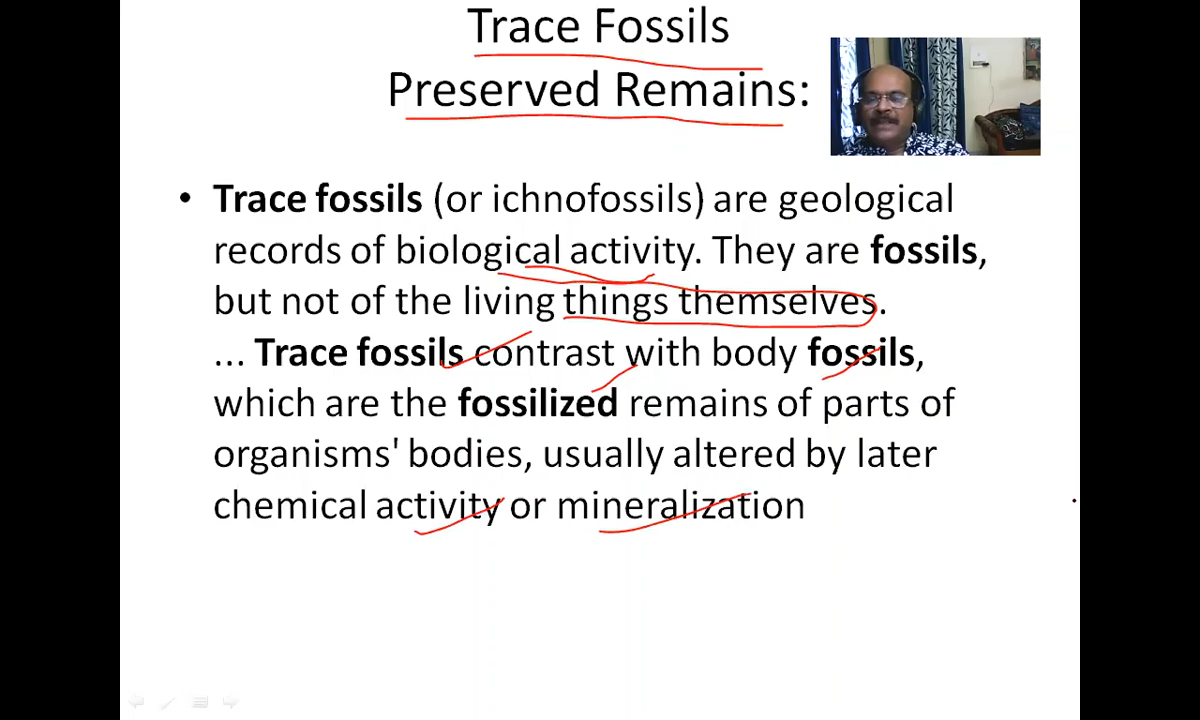 Trace Fossils
Preserved Remains:
• Trace fossils (or ichnofossils) are geological
records of biological activity. They are fossils,
but not of the living things themselves.
... Trace fossils contrast with body fossils,
which are the fossilized remains of parts of
organisms' bodies, usually altered by later
chemical activity or mineralization